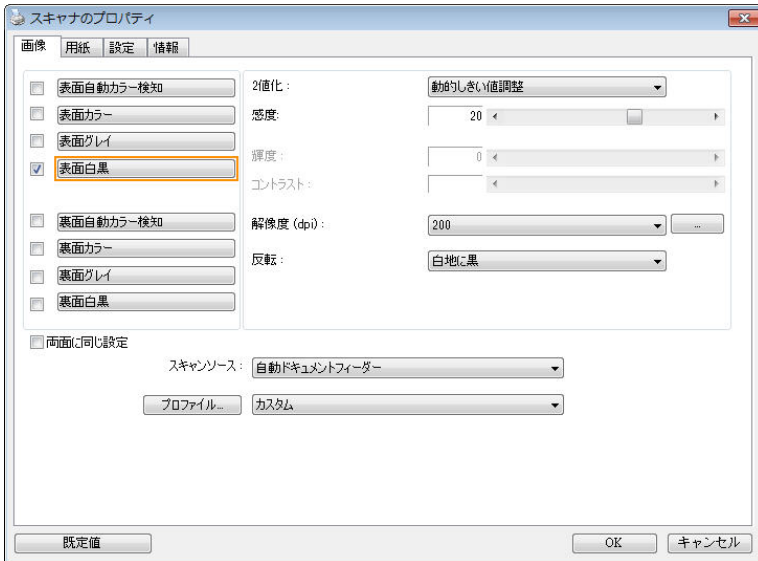 スキャナのプロパティ
画像 用紙 設定 情報
表面自動カラー検知
表面カラー
表面グレイ
表面白黒
裏面自動カラー検知
裏面カラー
裏面グレイ
裏面白黒
2値化： 動的しきい値調整
感度： 20
輝度： 0
コントラスト：
解像度 (dpi)： 200 ...
反転： 白地に黒
両面に同じ設定
スキャンソース： 自動ドキュメントフィーダー
プロファイル... カスタム
既定値 OK キャンセル